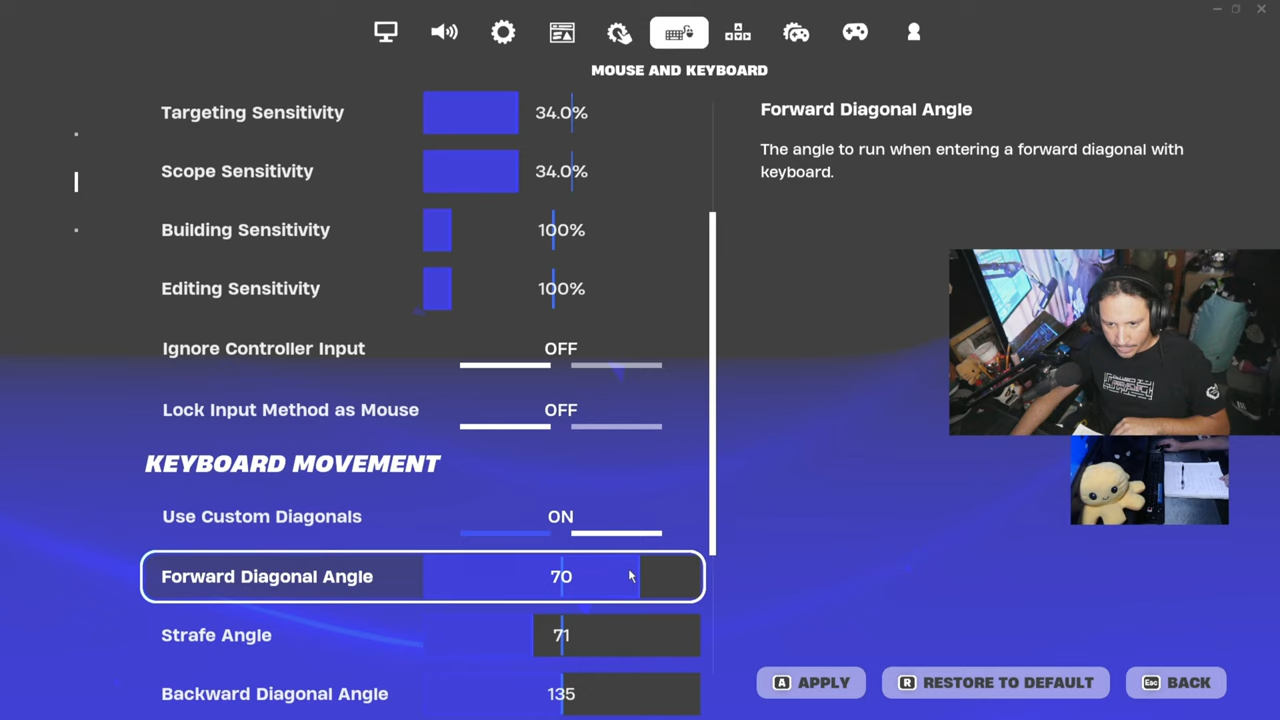 MOUSE AND KEYBOARD
Targeting Sensitivity 34.0%
Scope Sensitivity 34.0%
Building Sensitivity 100%
Editing Sensitivity 100%
Ignore Controller Input OFF
Lock Input Method as Mouse OFF
KEYBOARD MOVEMENT
Use Custom Diagonals ON
Forward Diagonal Angle 70
Strafe Angle 71
Backward Diagonal Angle 135
Forward Diagonal Angle
The angle to run when entering a forward diagonal with
keyboard.
A APPLY
R RESTORE TO DEFAULT
Esc BACK